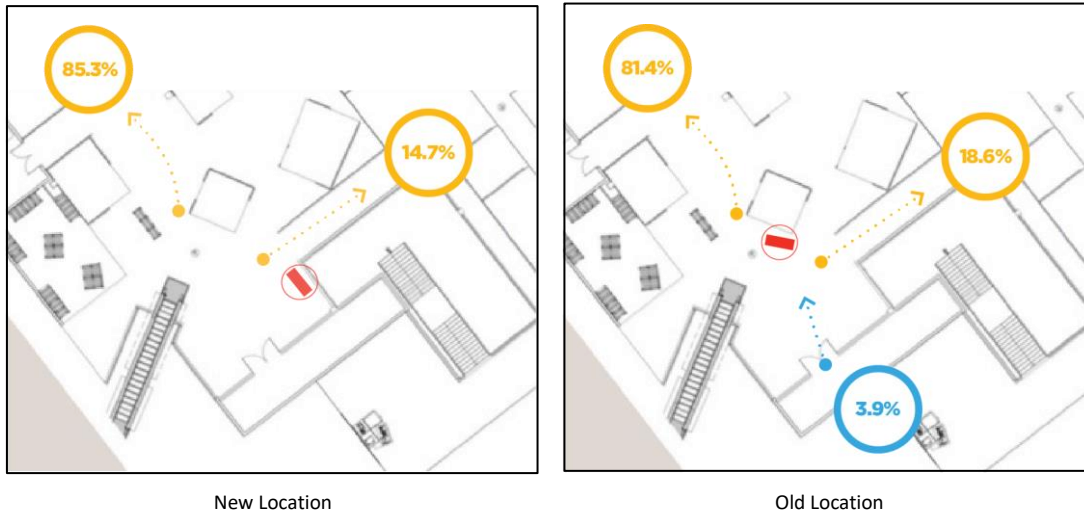 85.3%
14.7%
New Location
81.4%
18.6%
3.9%
Old Location